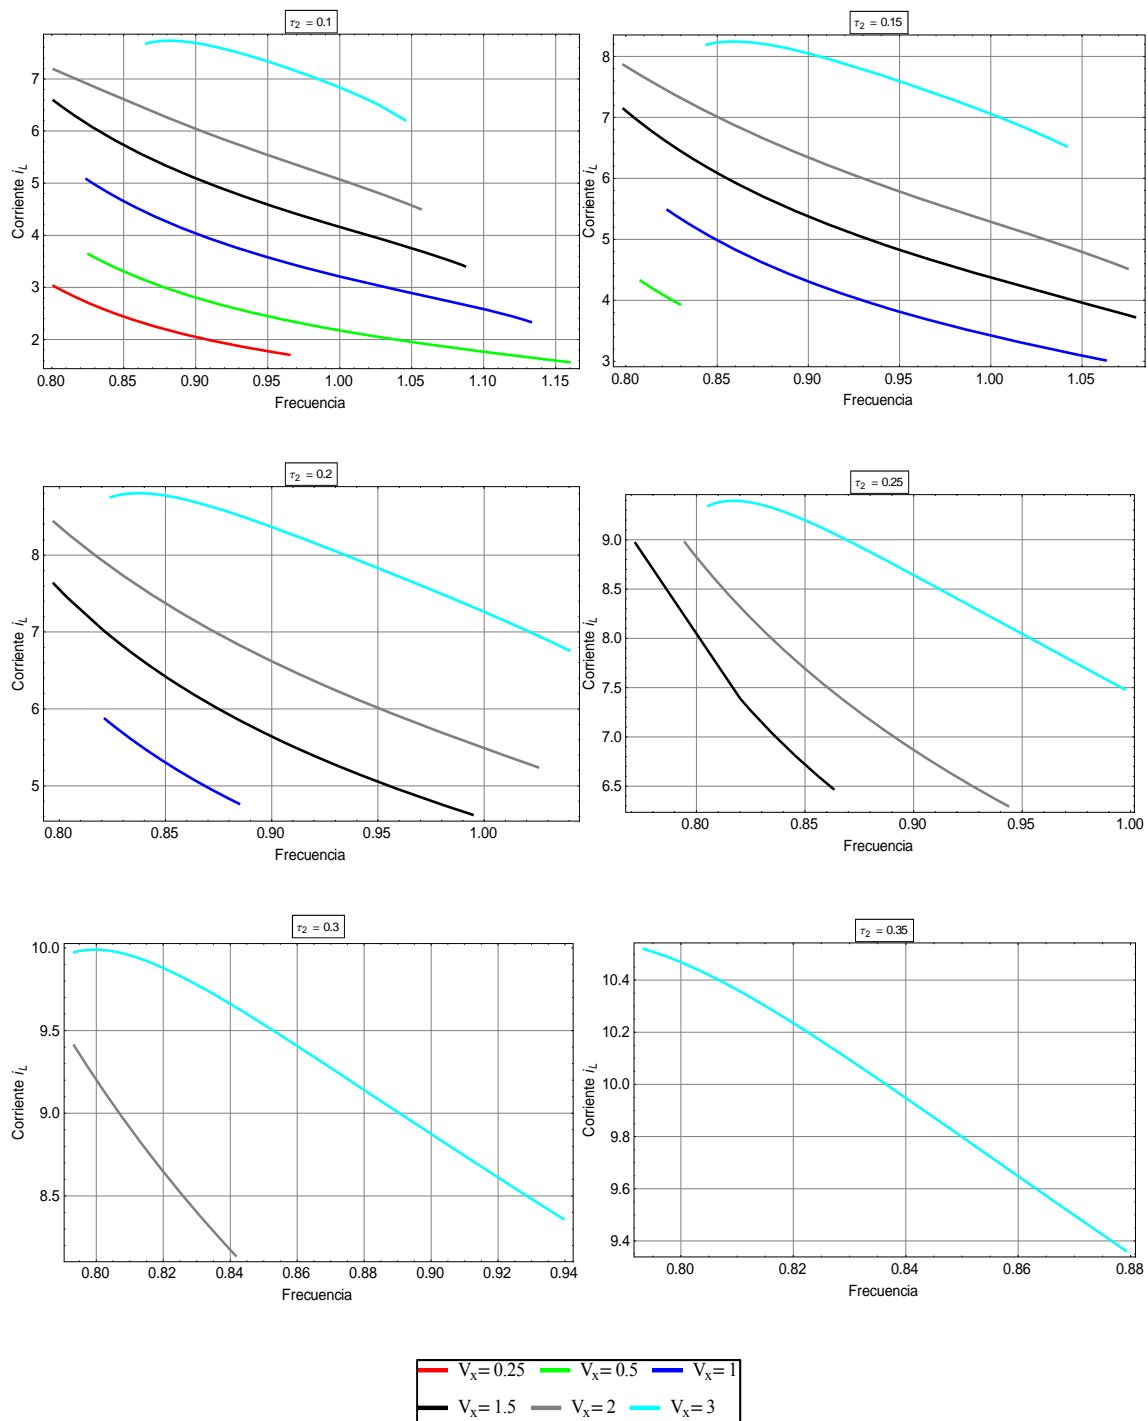 τ2 = 0.1
7
6
5
4
3
2
Corriente iL
0.80 0.85 0.90 0.95 1.00 1.05 1.10 1.15
Frecuencia
τ2 = 0.15
8
7
6
5
4
3
Corriente iL
0.80 0.85 0.90 0.95 1.00 1.05
Frecuencia
τ2 = 0.2
8
7
6
5
Corriente iL
0.80 0.85 0.90 0.95 1.00
Frecuencia
τ2 = 0.25
9.0
8.5
8.0
7.5
7.0
6.5
Corriente iL
0.80 0.85 0.90 0.95 1.00
Frecuencia
τ2 = 0.3
10.0
9.5
9.0
8.5
Corriente iL
0.80 0.82 0.84 0.86 0.88 0.90 0.92 0.94
Frecuencia
τ2 = 0.35
10.4
10.2
10.0
9.8
9.6
9.4
Corriente iL
0.80 0.82 0.84 0.86 0.88
Frecuencia
Vx= 0.25 Vx= 0.5 Vx= 1
Vx= 1.5 Vx= 2 Vx= 3